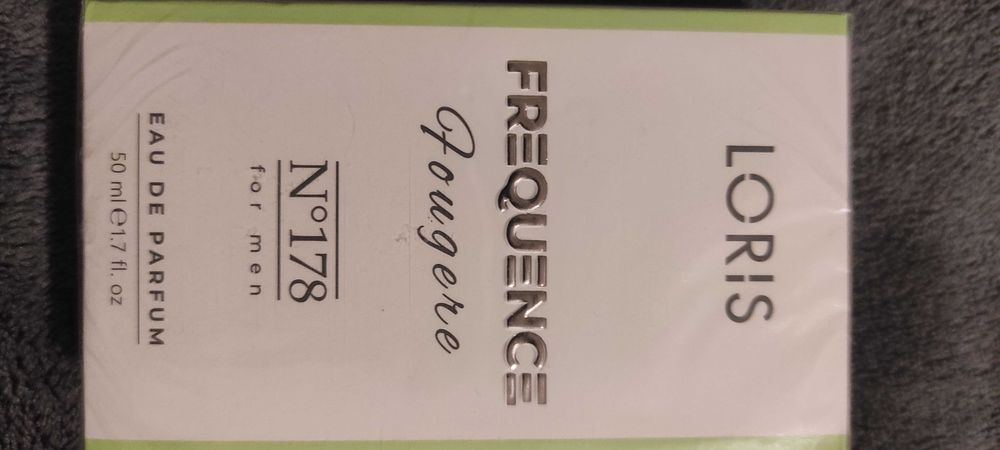 LORIS
FREQUENCE
Fougere
N°178
for men
EAU DE PARFUM
50 ml ℮ 1.7 fl. oz